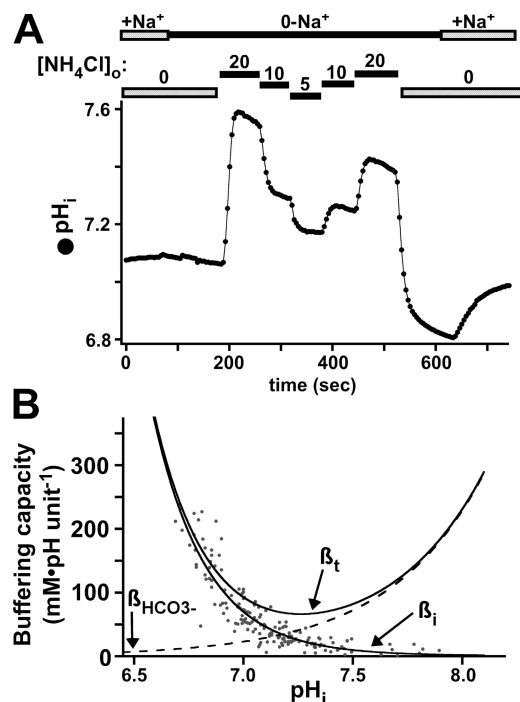 A
+Na⁺ 0-Na⁺ +Na⁺
[NH₄Cl]ₒ: 0 20 10 5 10 20 0
7.6
7.2
6.8
● pHᵢ
0 200 400 600
time (sec)
B
Buffering capacity
(mM•pH unit⁻¹)
300
200
100
0
ßHCO3-
ßt
ßi
6.5 7.0 7.5 8.0
pHᵢ